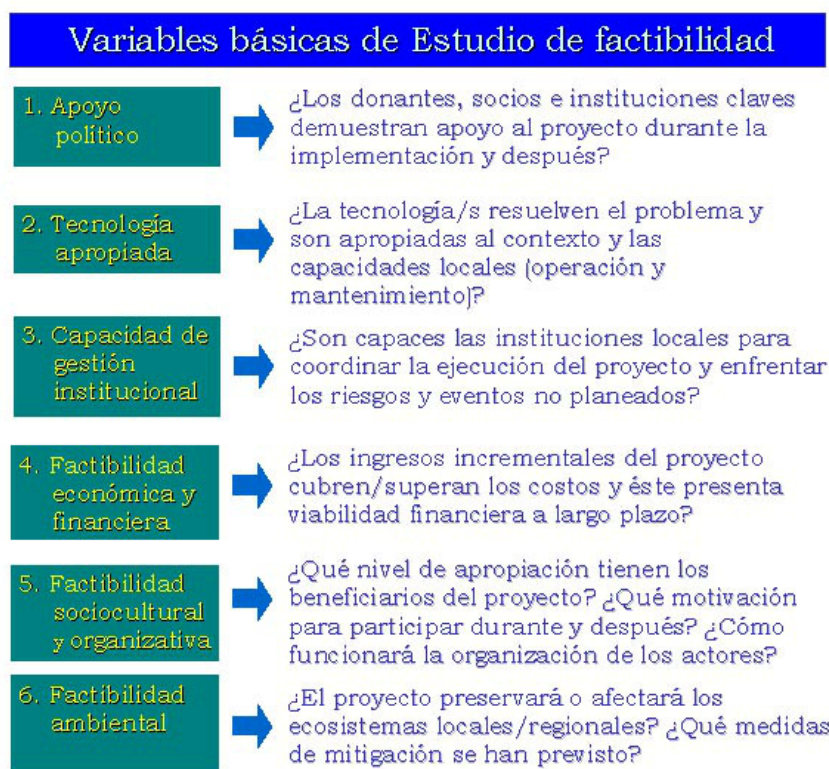 Variables básicas de Estudio de factibilidad
1. Apoyo
político
¿Los donantes, socios e instituciones claves
demuestran apoyo al proyecto durante la
implementación y después?
2. Tecnología
apropiada
¿La tecnología/s resuelven el problema y
son apropiadas al contexto y las
capacidades locales (operación y
mantenimiento)?
3. Capacidad de
gestión
institucional
¿Son capaces las instituciones locales para
coordinar la ejecución del proyecto y enfrentar
los riesgos y eventos no planeados?
4. Factibilidad
económica y
financiera
¿Los ingresos incrementales del proyecto
cubren/superan los costos y éste presenta
viabilidad financiera a largo plazo?
5. Factibilidad
sociocultural
y organizativa
¿Qué nivel de apropiación tienen los
beneficiarios del proyecto? ¿Qué motivación
para participar durante y después? ¿Cómo
funcionará la organización de los actores?
6. Factibilidad
ambiental
¿El proyecto preservará o afectará los
ecosistemas locales/regionales? ¿Qué medidas
de mitigación se han previsto?